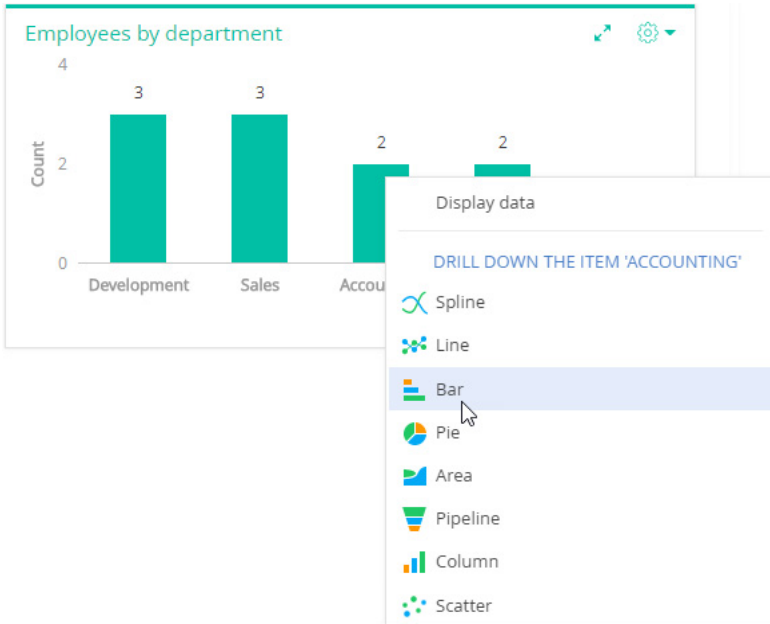 Employees by department
4
3
3
2
2
Count
2
0
Development
Sales
Display data
DRILL DOWN THE ITEM 'ACCOUNTING'
Spline
Line
Bar
Pie
Area
Pipeline
Column
Scatter